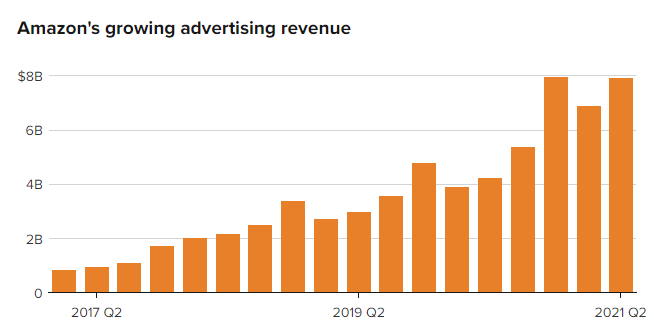 Amazon's growing advertising revenue
$8B
6B
4B
2B
0
2017 Q2 2019 Q2 2021 Q2